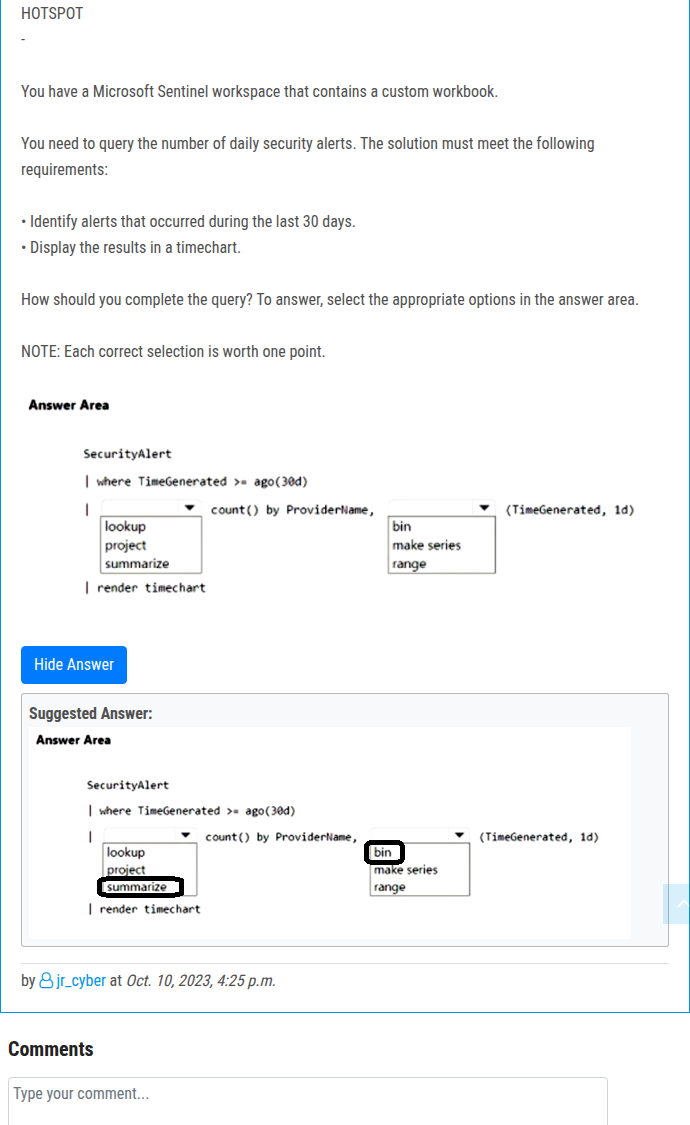 HOTSPOT
-
You have a Microsoft Sentinel workspace that contains a custom workbook.
You need to query the number of daily security alerts. The solution must meet the following
requirements:
• Identify alerts that occurred during the last 30 days.
• Display the results in a timechart.
How should you complete the query? To answer, select the appropriate options in the answer area.
NOTE: Each correct selection is worth one point.
Answer Area
SecurityAlert
| where TimeGenerated >= ago(30d)
| count() by ProviderName, (TimeGenerated, 1d)
lookup bin
project make series
summarize range
| render timechart
Hide Answer
Suggested Answer:
Answer Area
SecurityAlert
| where TimeGenerated >= ago(30d)
| count() by ProviderName, (TimeGenerated, 1d)
lookup bin
project make series
summarize range
| render timechart
by jr_cyber at Oct. 10, 2023, 4:25 p.m.
Comments
Type your comment...